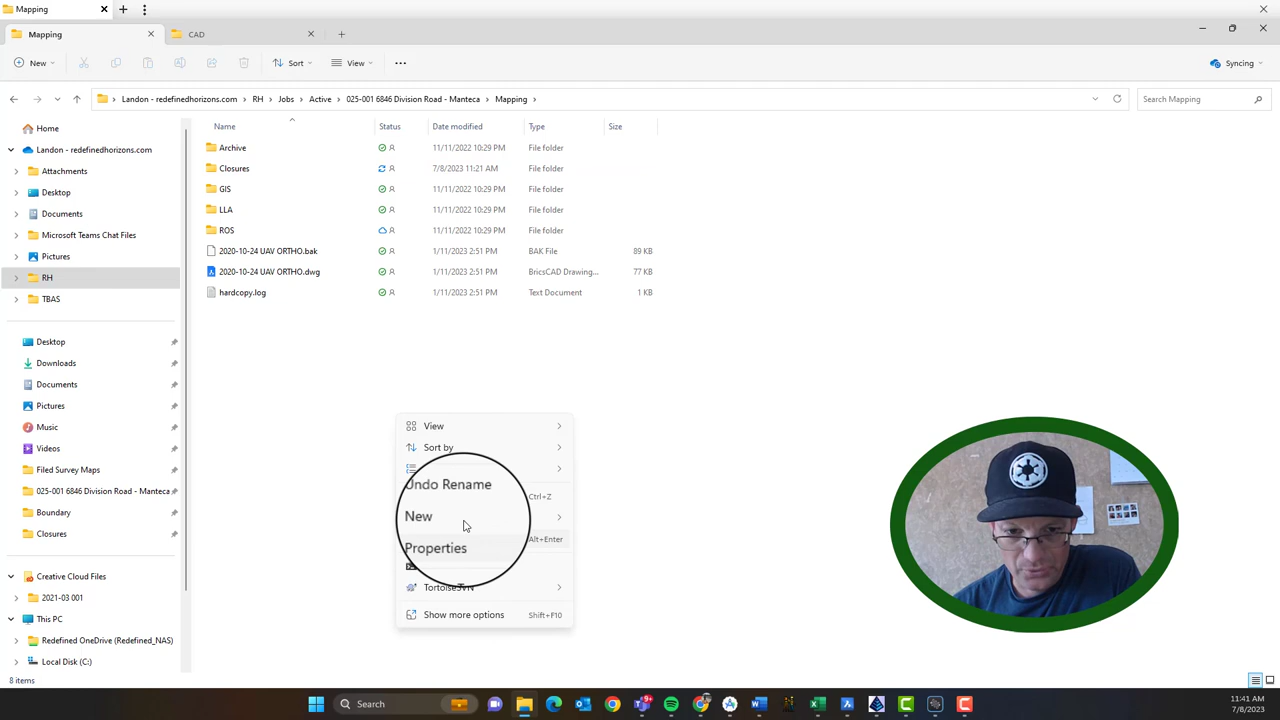 Mapping
Mapping
CAD
New
Sort
View
Syncing
Landon - redefinedhorizons.com
RH
Jobs
Active
025-001 6846 Division Road - Manteca
Mapping
Search Mapping
Name
Status
Date modified
Type
Size
Archive
11/11/2022 10:29 PM
File folder
Closures
7/8/2023 11:21 AM
File folder
GIS
11/11/2022 10:29 PM
File folder
LLA
11/11/2022 10:29 PM
File folder
ROS
11/11/2022 10:29 PM
File folder
2020-10-24 UAV ORTHO.bak
1/11/2023 2:51 PM
BAK File
89 KB
2020-10-24 UAV ORTHO.dwg
1/11/2023 2:51 PM
BricsCAD Drawing...
77 KB
hardcopy.log
1/11/2023 2:51 PM
Text Document
1 KB
Home
Landon - redefinedhorizons.com
Attachments
Desktop
Documents
Microsoft Teams Chat Files
Pictures
RH
TBAS
Desktop
Downloads
Documents
Pictures
Music
Videos
Filed Survey Maps
025-001 6846 Division Road - Manteca
Boundary
Closures
Creative Cloud Files
2021-03 001
This PC
Redefined OneDrive (Redefined_NAS)
Local Disk (C:)
View
Sort by
Undo Rename
Ctrl+Z
New
Properties
Alt+Enter
TortoiseSVN
Show more options
Shift+F10
8 items
Search
9+
11:41 AM
7/8/2023